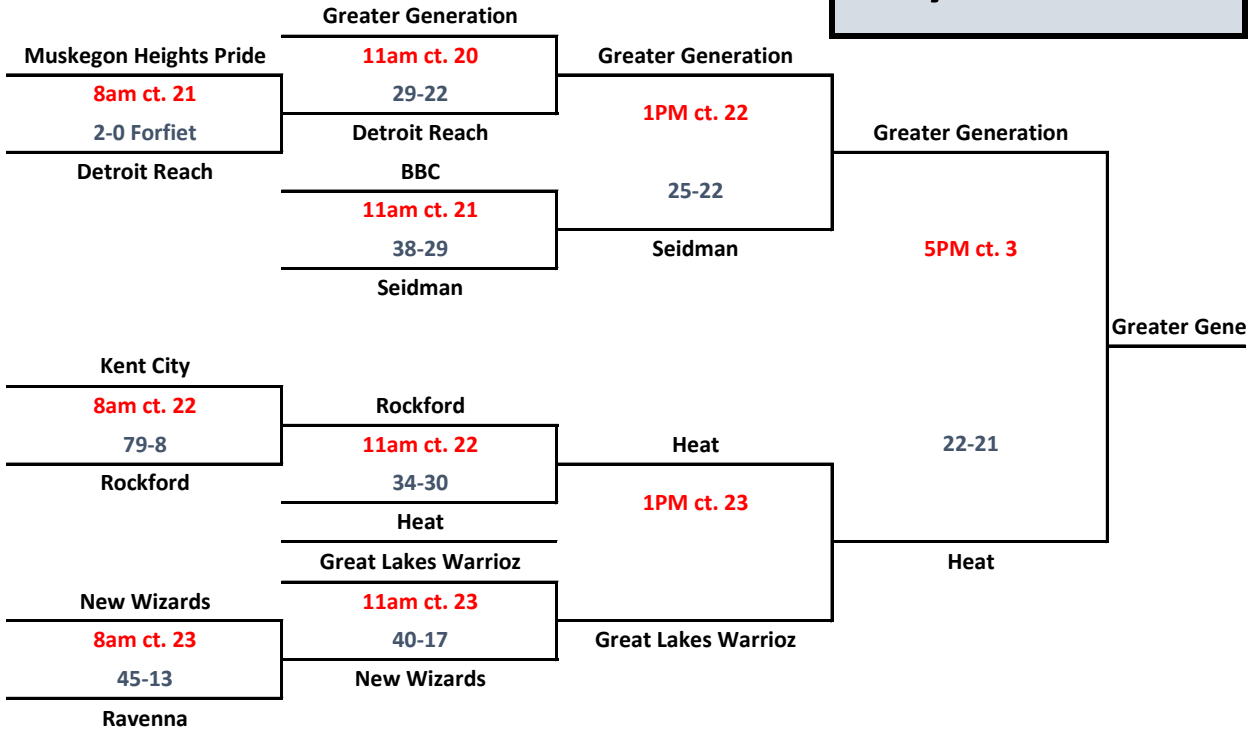 Greater Generation
Muskegon Heights Pride
11am ct. 20
Greater Generation
8am ct. 21
29-22
1PM ct. 22
2-0 Forfiet
Detroit Reach
Greater Generation
Detroit Reach
BBC
25-22
11am ct. 21
38-29
Seidman
5PM ct. 3
Seidman
Greater Gene
Kent City
8am ct. 22
Rockford
79-8
11am ct. 22
Heat
22-21
Rockford
34-30
1PM ct. 23
Heat
Great Lakes Warrioz
Heat
New Wizards
11am ct. 23
8am ct. 23
40-17
Great Lakes Warrioz
45-13
New Wizards
Ravenna